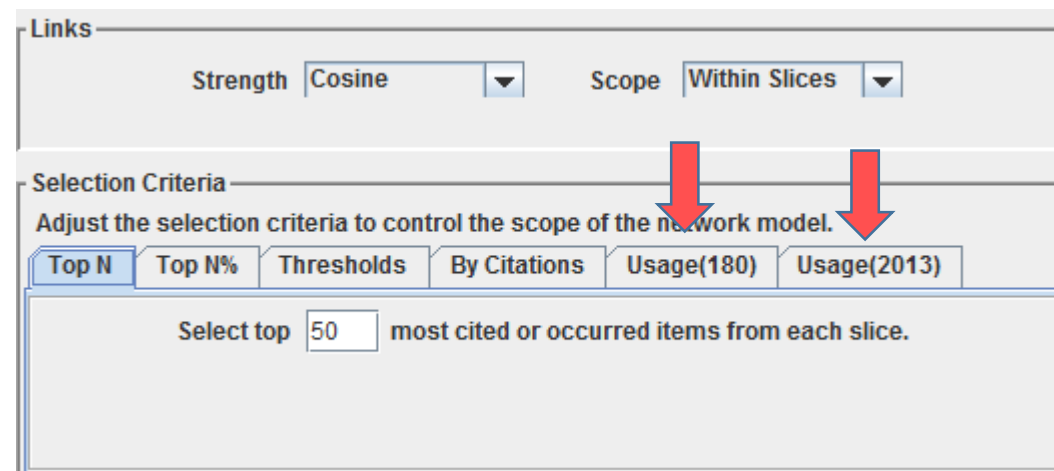 Links
Strength Cosine Scope Within Slices
Selection Criteria
Adjust the selection criteria to control the scope of the network model.
Top N Top N% Thresholds By Citations Usage(180) Usage(2013)
Select top 50 most cited or occurred items from each slice.